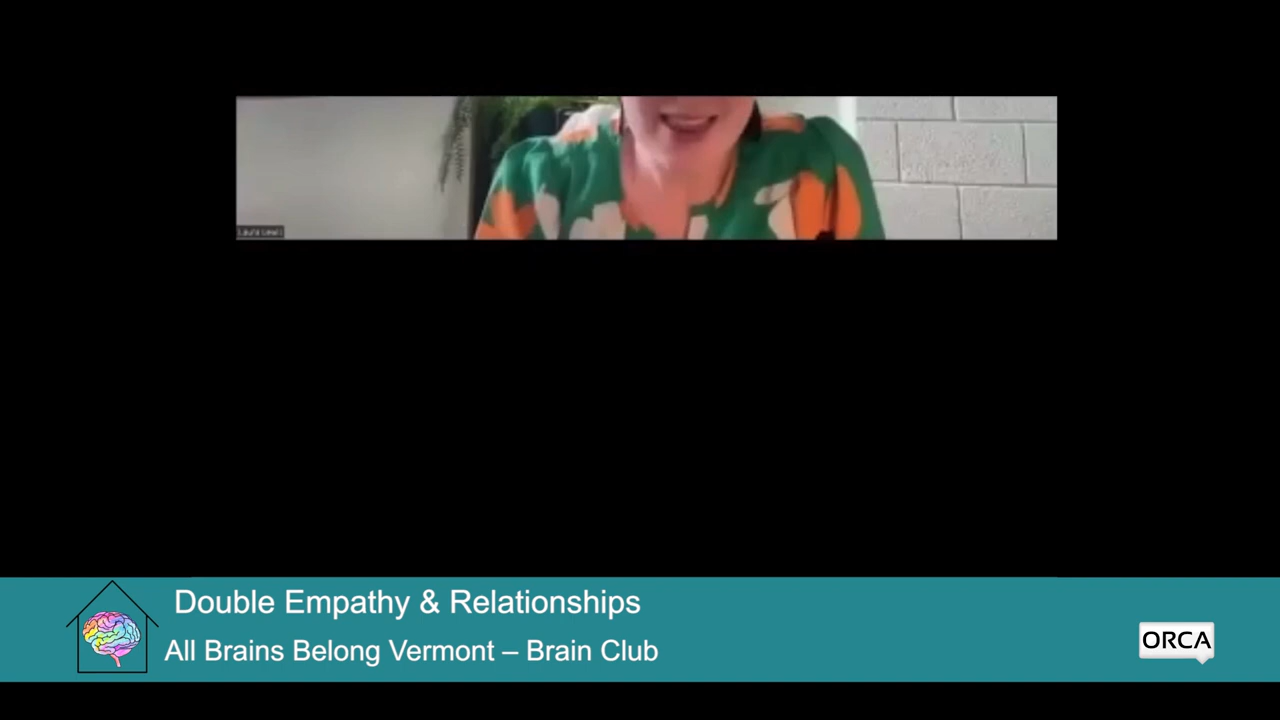 Double Empathy & Relationships
All Brains Belong Vermont – Brain Club
ORCA